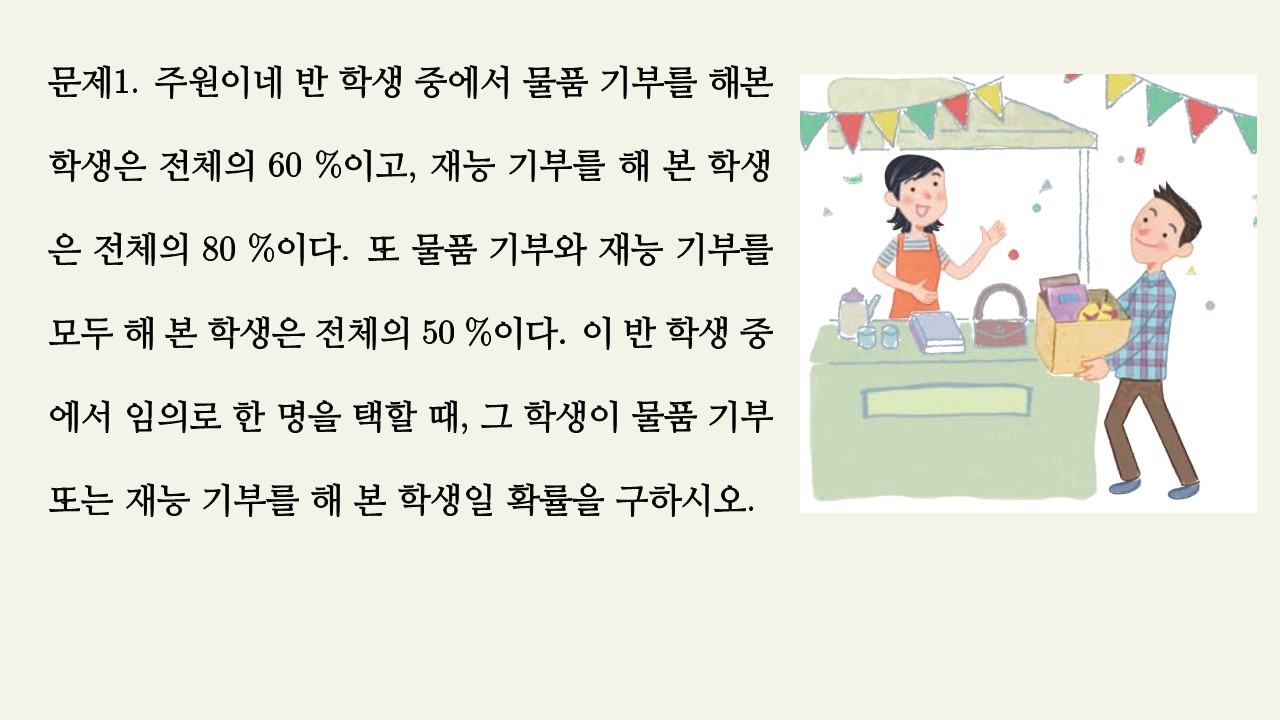 문제1. 주원이네 반 학생 중에서 물품 기부를 해본
학생은 전체의 60 %이고, 재능 기부를 해 본 학생
은 전체의 80 %이다. 또 물품 기부와 재능 기부를
모두 해 본 학생은 전체의 50 %이다. 이 반 학생 중
에서 임의로 한 명을 택할 때, 그 학생이 물품 기부
또는 재능 기부를 해 본 학생일 확률을 구하시오.